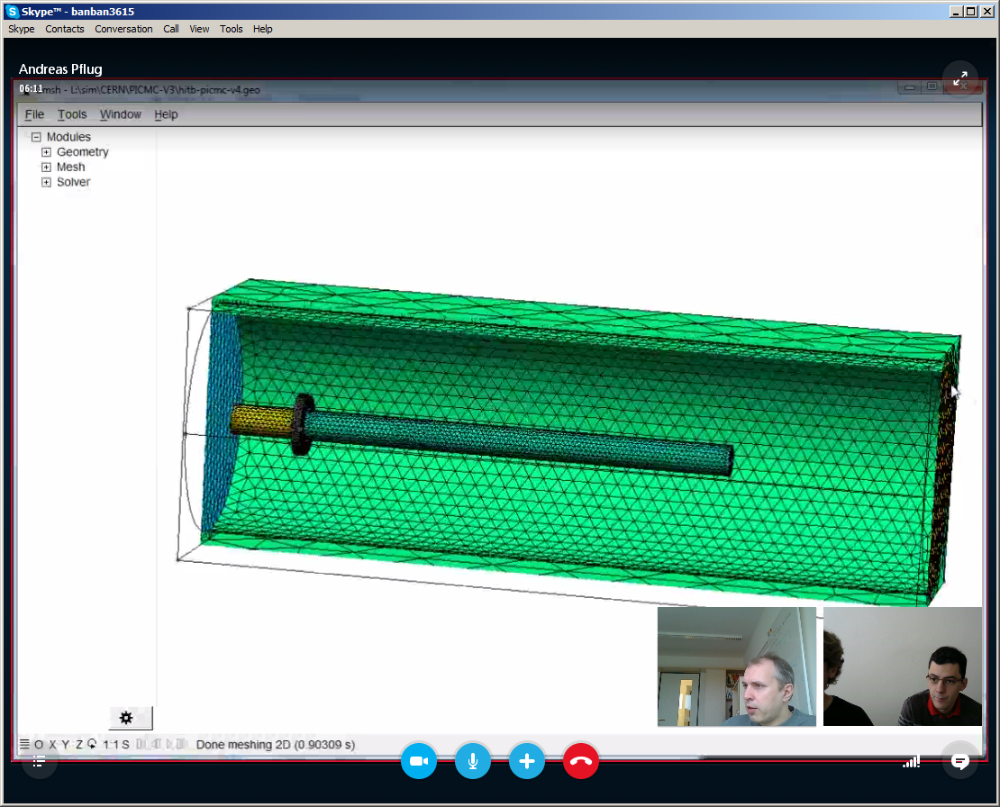 Skype™ - banban3615
Skype Contacts Conversation Call View Tools Help
Andreas Pflug
06:11 msh - L:\sim\CERN\PICMC-V3\hitb-picmc-v4.geo
File Tools Window Help
Modules
Geometry
Mesh
Solver
O X Y Z 1:1 S Done meshing 2D (0.90309 s)